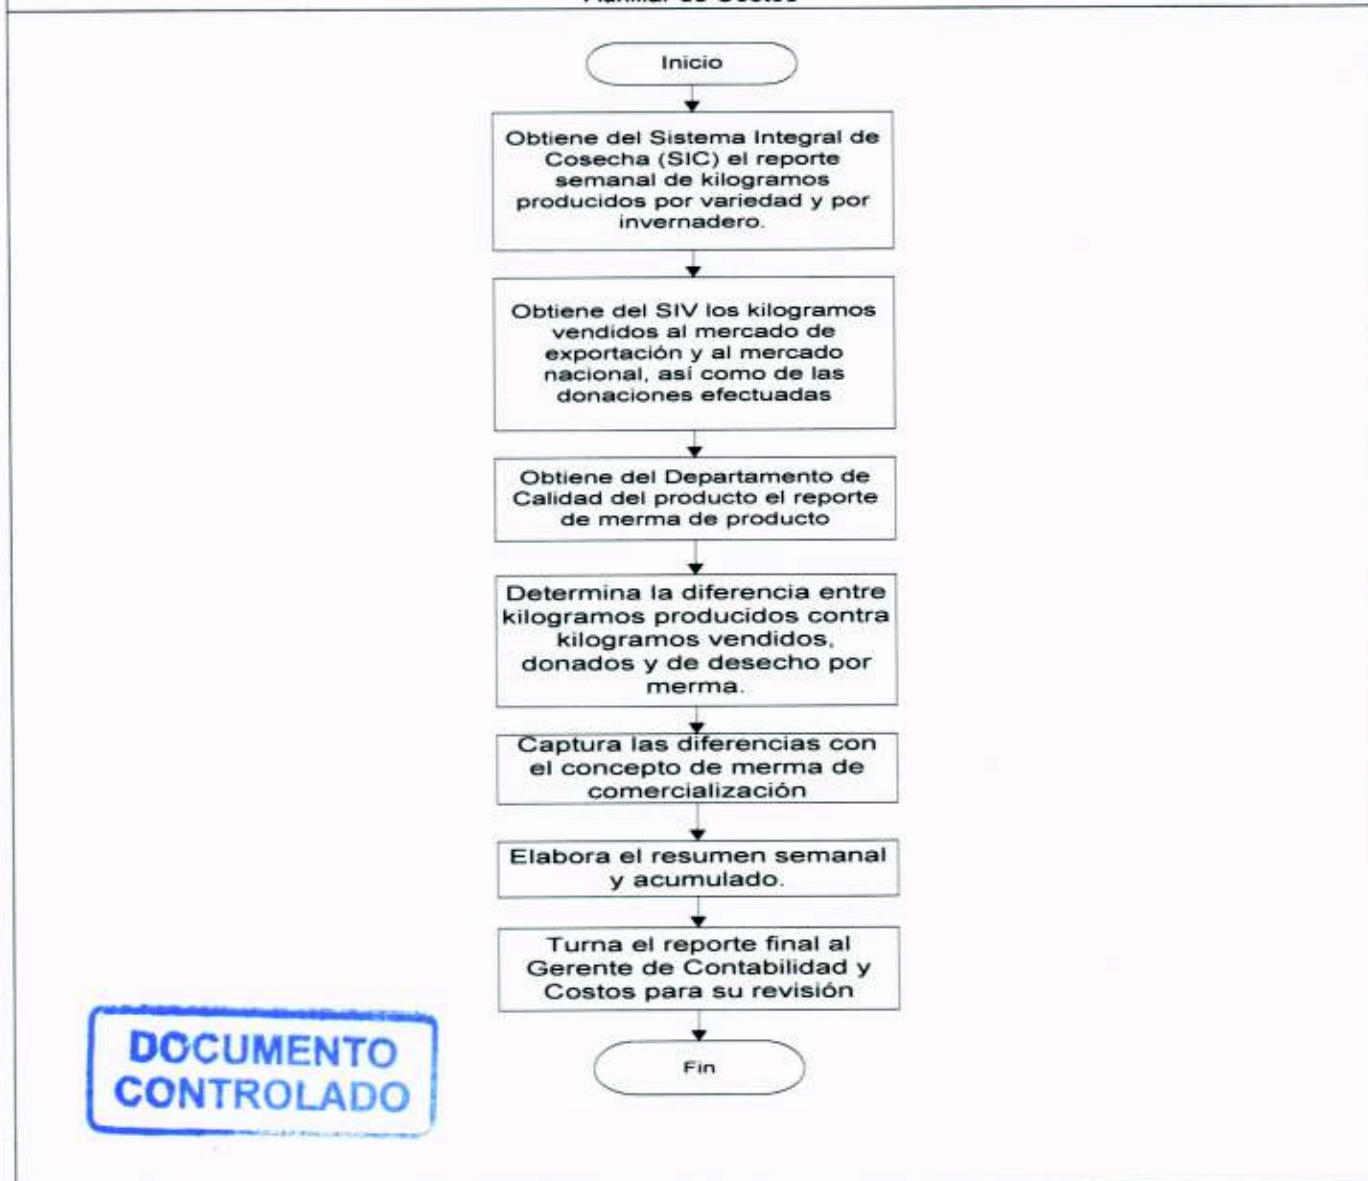 Inicio
Obtiene del Sistema Integral de
Cosecha (SIC) el reporte
semanal de kilogramos
producidos por variedad y por
invernadero.
Obtiene del SIV los kilogramos
vendidos al mercado de
exportación y al mercado
nacional, así como de las
donaciones efectuadas
Obtiene del Departamento de
Calidad del producto el reporte
de merma de producto
Determina la diferencia entre
kilogramos producidos contra
kilogramos vendidos,
donados y de desecho por
merma.
Captura las diferencias con
el concepto de merma de
comercialización
Elabora el resumen semanal
y acumulado.
Turna el reporte final al
Gerente de Contabilidad y
Costos para su revisión
Fin
DOCUMENTO
CONTROLADO